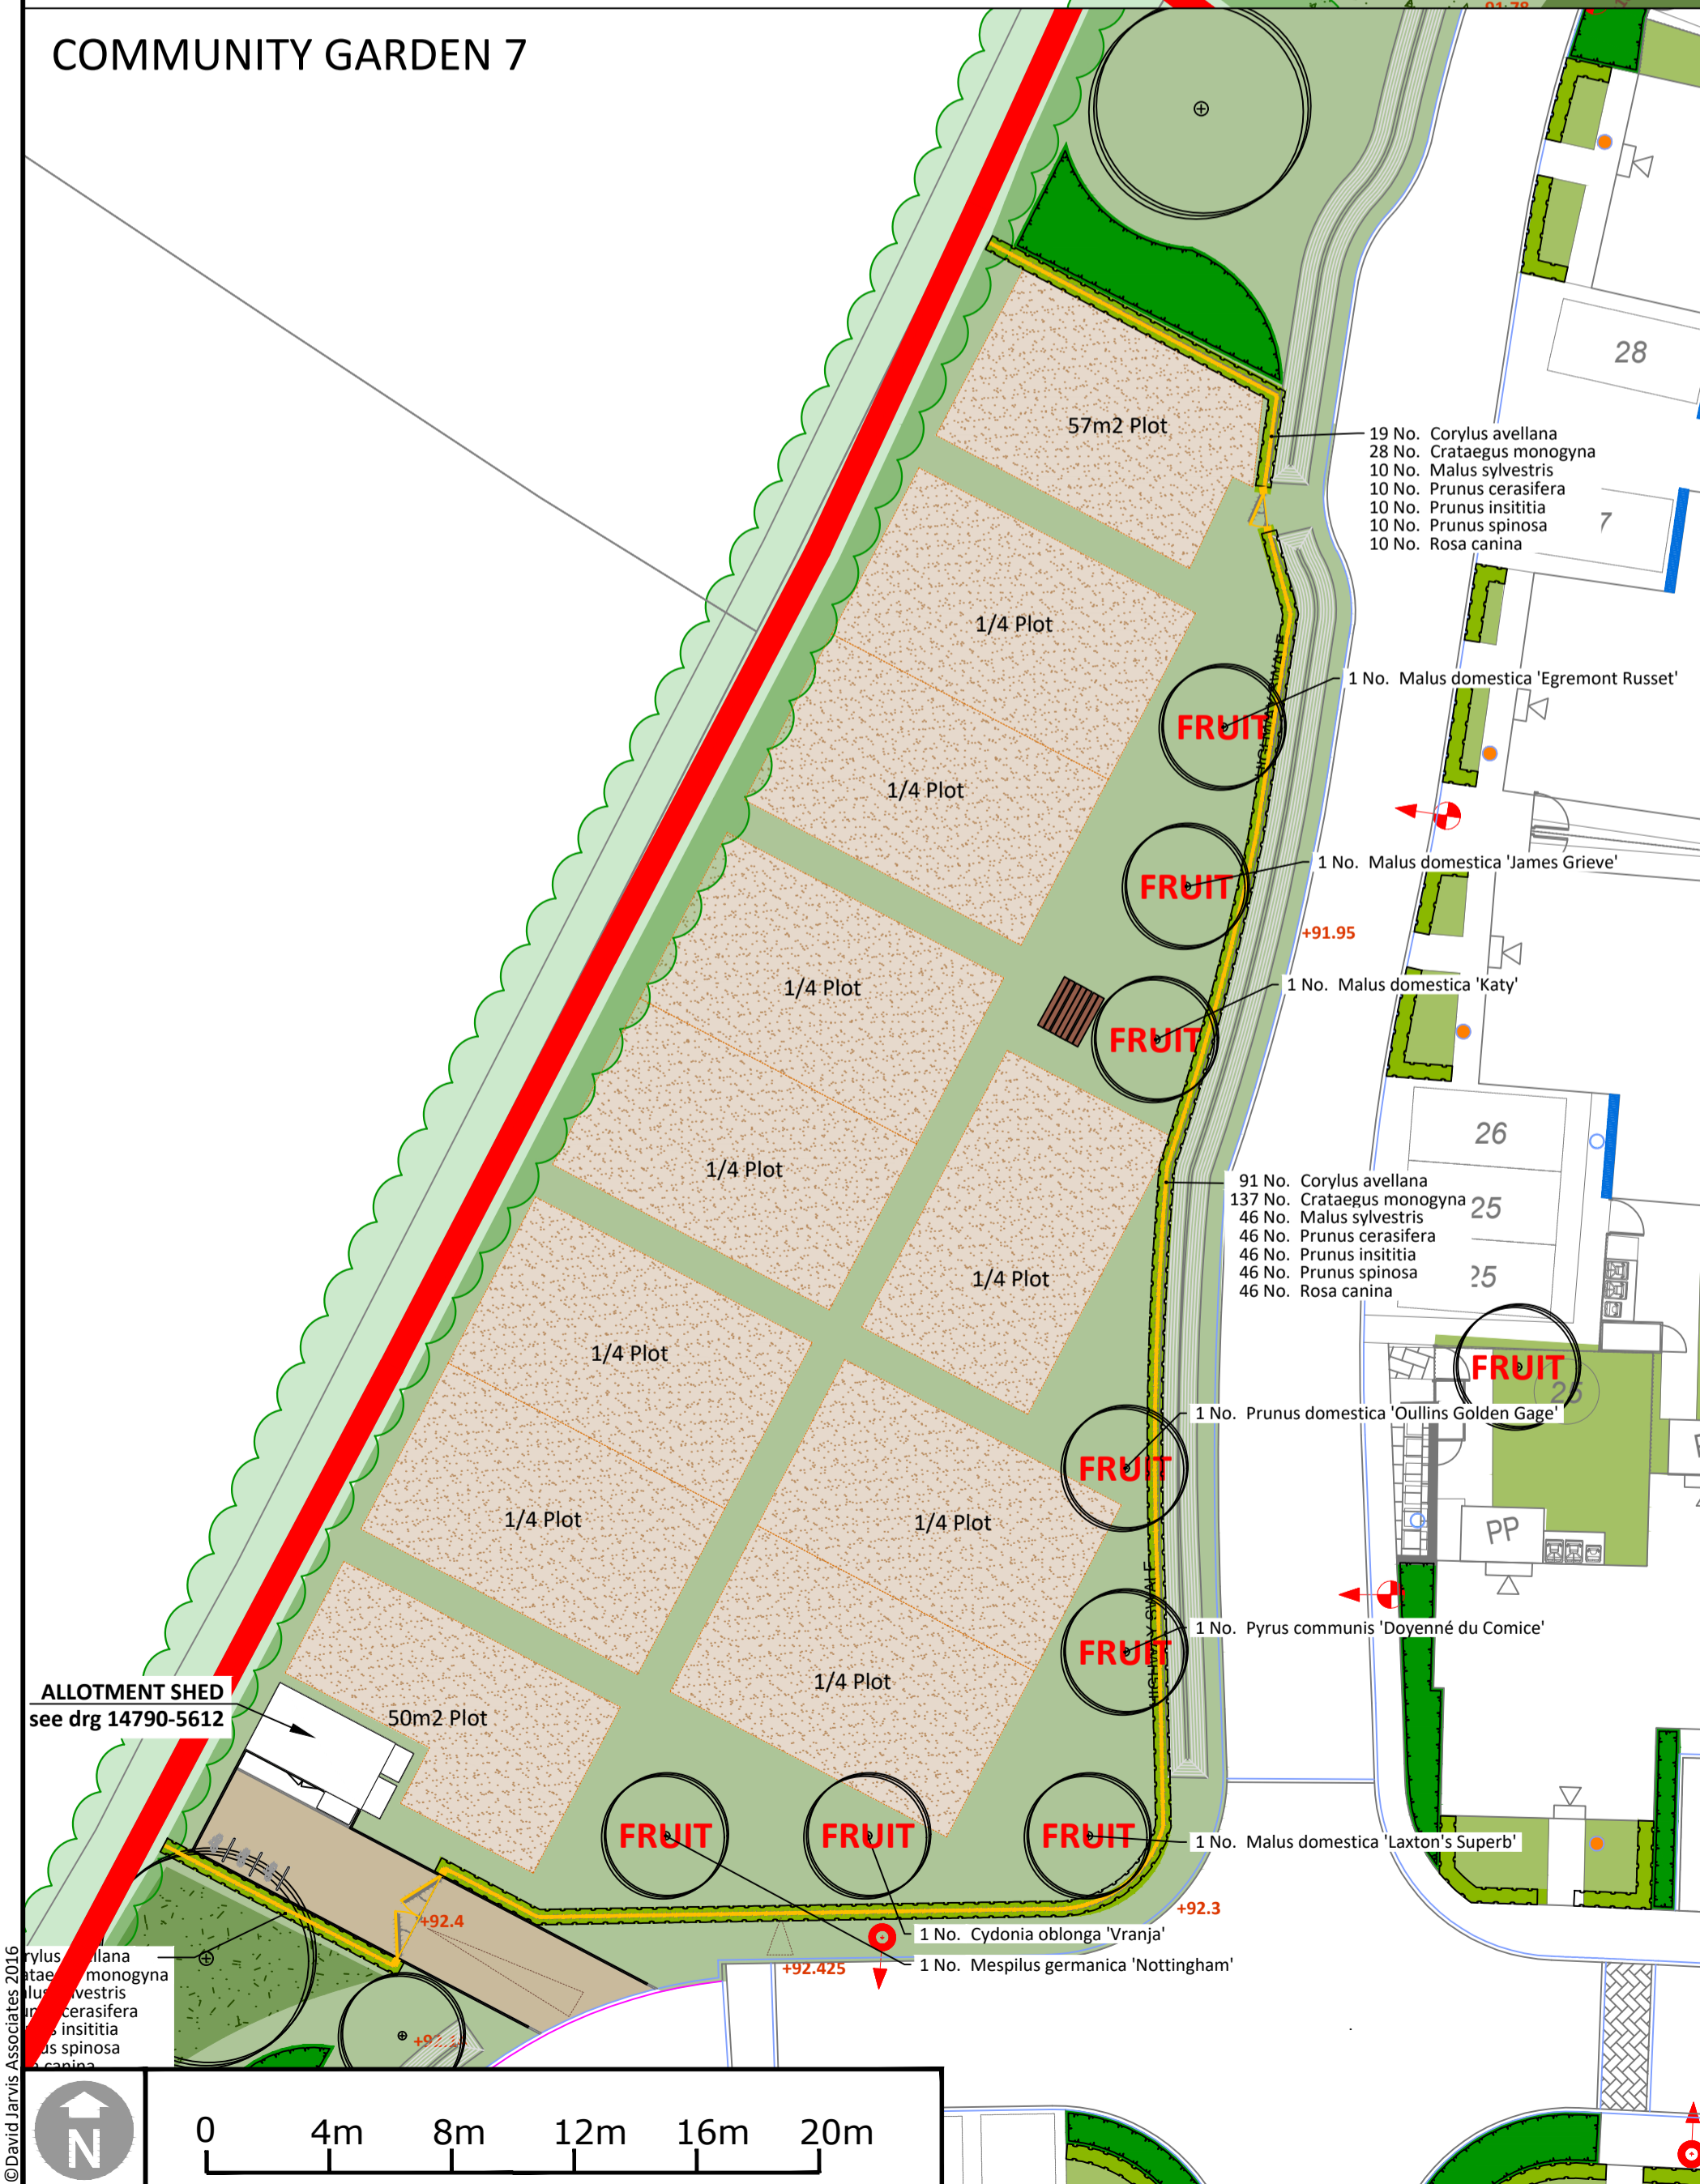 COMMUNITY GARDEN 7
91.78
28
57m2 Plot
19 No. Corylus avellana
28 No. Crataegus monogyna
10 No. Malus sylvestris
10 No. Prunus cerasifera
10 No. Prunus insititia
10 No. Prunus spinosa
10 No. Rosa canina
7
1/4 Plot
1 No. Malus domestica 'Egremont Russet'
FRUIT
1/4 Plot
1 No. Malus domestica 'James Grieve'
FRUIT
+91.95
1/4 Plot
1 No. Malus domestica 'Katy'
FRUIT
26
1/4 Plot
91 No. Corylus avellana
137 No. Crataegus monogyna
46 No. Malus sylvestris
46 No. Prunus cerasifera
46 No. Prunus insititia
46 No. Prunus spinosa
46 No. Rosa canina
25
25
1/4 Plot
1/4 Plot
FRUIT
1 No. Prunus domestica 'Oullins Golden Gage'
FRUIT
1/4 Plot
1/4 Plot
PP
HIGHWAY SWALE
1 No. Pyrus communis 'Doyenné du Comice'
FRUIT
1/4 Plot
ALLOTMENT SHED
see drg 14790-5612
50m2 Plot
FRUIT
FRUIT
FRUIT
1 No. Malus domestica 'Laxton's Superb'
+92.3
+92.4
1 No. Cydonia oblonga 'Vranja'
1 No. Mespilus germanica 'Nottingham'
+92.425
monogyna
cerasifera
insititia
spinosa
canina
©David Jarvis Associates 2016
N
0 4m 8m 12m 16m 20m